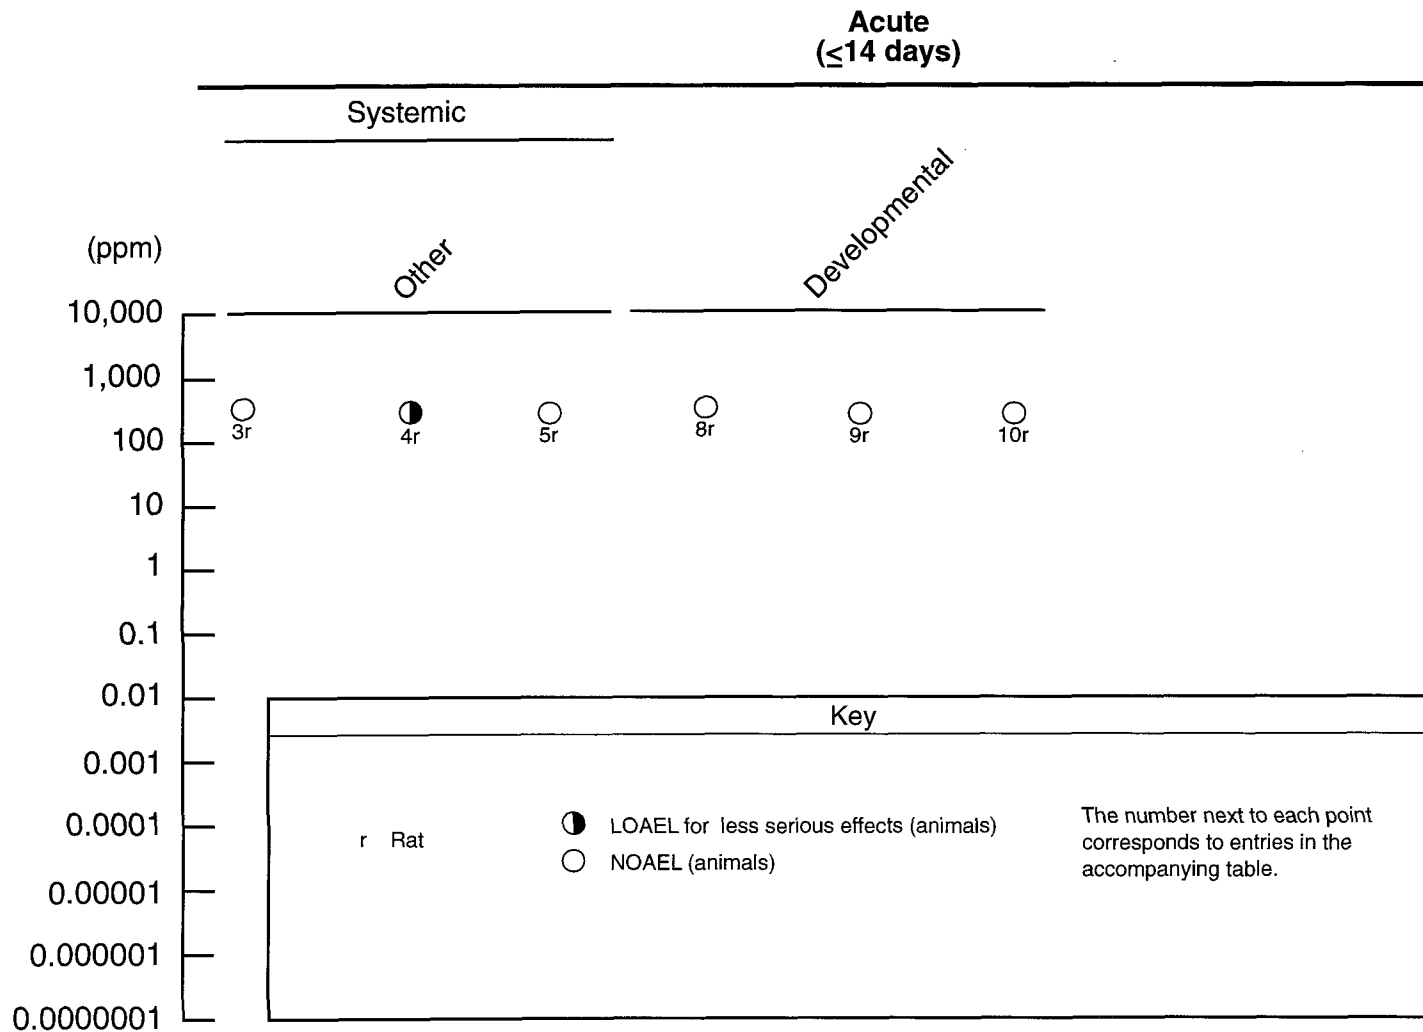 Acute
(≤14 days)
Systemic
Other
Developmental
(ppm)
10,000
1,000
100
10
1
0.1
0.01
0.001
0.0001
0.00001
0.000001
0.0000001
3r
4r
5r
8r
9r
10r
Key
r Rat
LOAEL for less serious effects (animals)
NOAEL (animals)
The number next to each point
corresponds to entries in the
accompanying table.